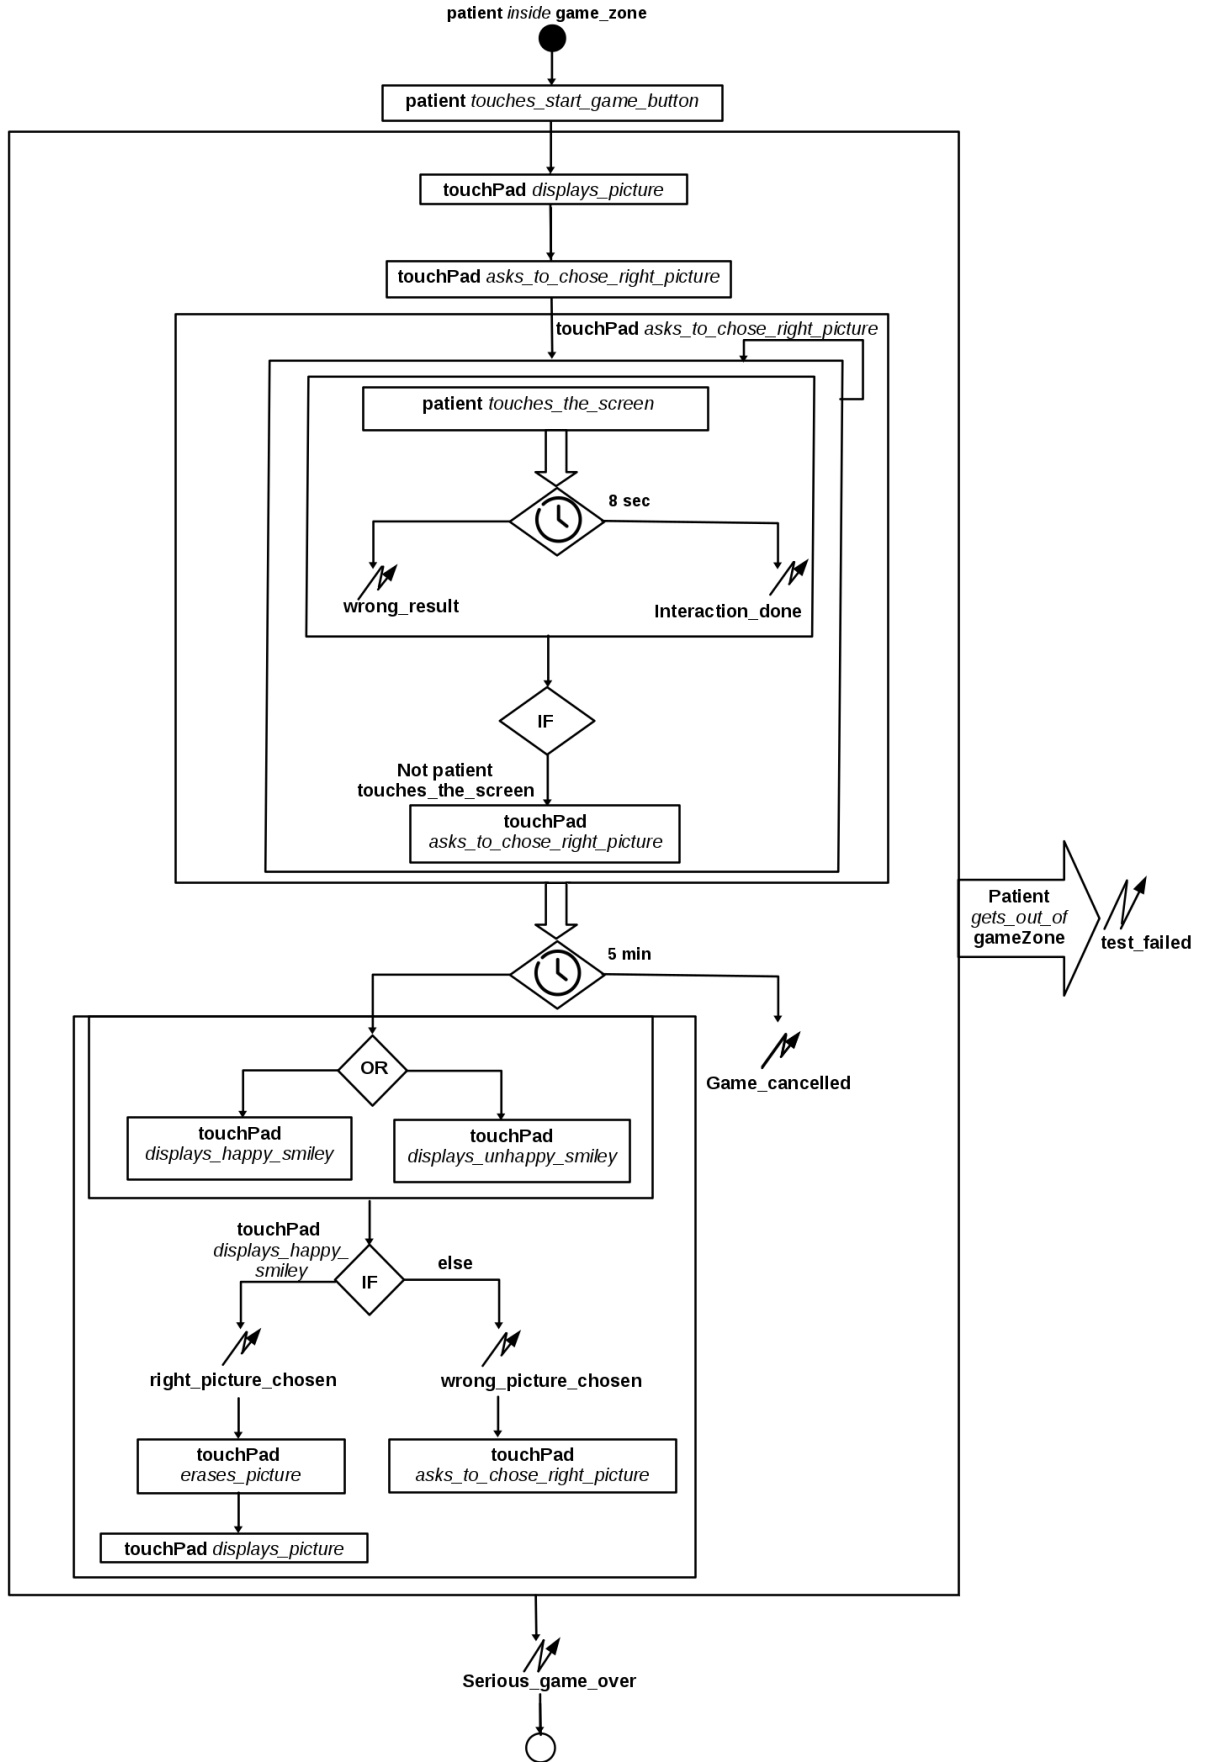 patient inside game_zone
patient touches_start_game_button
touchPad displays_picture
touchPad asks_to_chose_right_picture
touchPad asks_to_chose_right_picture
patient touches_the_screen
8 sec
wrong_result
Interaction_done
IF
Not patient
touches_the_screen
touchPad
asks_to_chose_right_picture
Patient
gets_out_of
gameZone
test_failed
5 min
OR
Game_cancelled
touchPad
displays_happy_smiley
touchPad
displays_unhappy_smiley
touchPad
displays_happy_
smiley
IF
else
right_picture_chosen
wrong_picture_chosen
touchPad
erases_picture
touchPad
asks_to_chose_right_picture
touchPad displays_picture
Serious_game_over